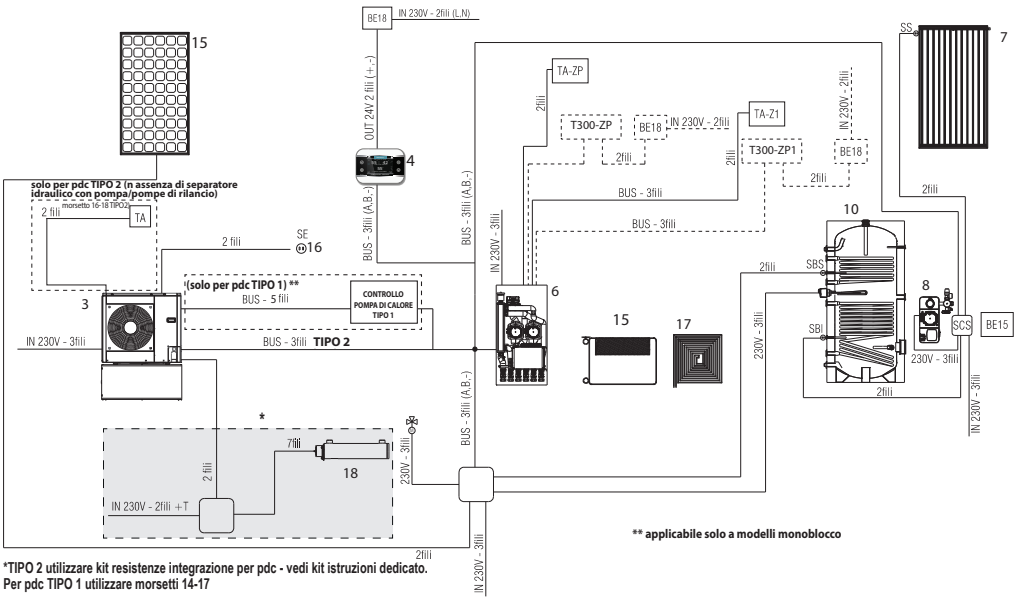 BE18
IN 230V - 2fili (L,N)
15
SS
7
OUT 24V 2 fili (+,-)
4
BUS - 3fili (A,B,-)
BUS - 3fili (A,B,-)
TA-ZP
2fili
T300-ZP
BE18
IN 230V - 2fili
2fili
TA-Z1
2fili
T300-ZP1
BE18
IN 230V - 2fili
2fili
2fili
solo per pdc TIPO 2 (n assenza di separatore
idraulico con pompa/pompe di rilancio)
morsetto 16-18 TIPO2)
2 fili
TA
2 fili
SE
16
BUS - 3fili
BUS - 3fili
IN 230V - 3fili
10
SBS
2fili
SBI
8
SCS
BE15
230V - 3fili
2fili
IN 230V - 3fili
230V - 3fili
3
(solo per pdc TIPO 1) **
BUS - 5 fili
CONTROLLO
POMPA DI CALORE
TIPO 1
IN 230V - 3fili
BUS - 3fili TIPO 2
6
15
17
BUS - 3fili (A,B,-)
*
2 fili
7fili
18
IN 230V - 2fili +T
230V - 3fili
** applicabile solo a modelli monoblocco
2fili
IN 230V - 3fili
*TIPO 2 utilizzare kit resistenze integrazione per pdc - vedi kit istruzioni dedicato.
Per pdc TIPO 1 utilizzare morsetti 14-17